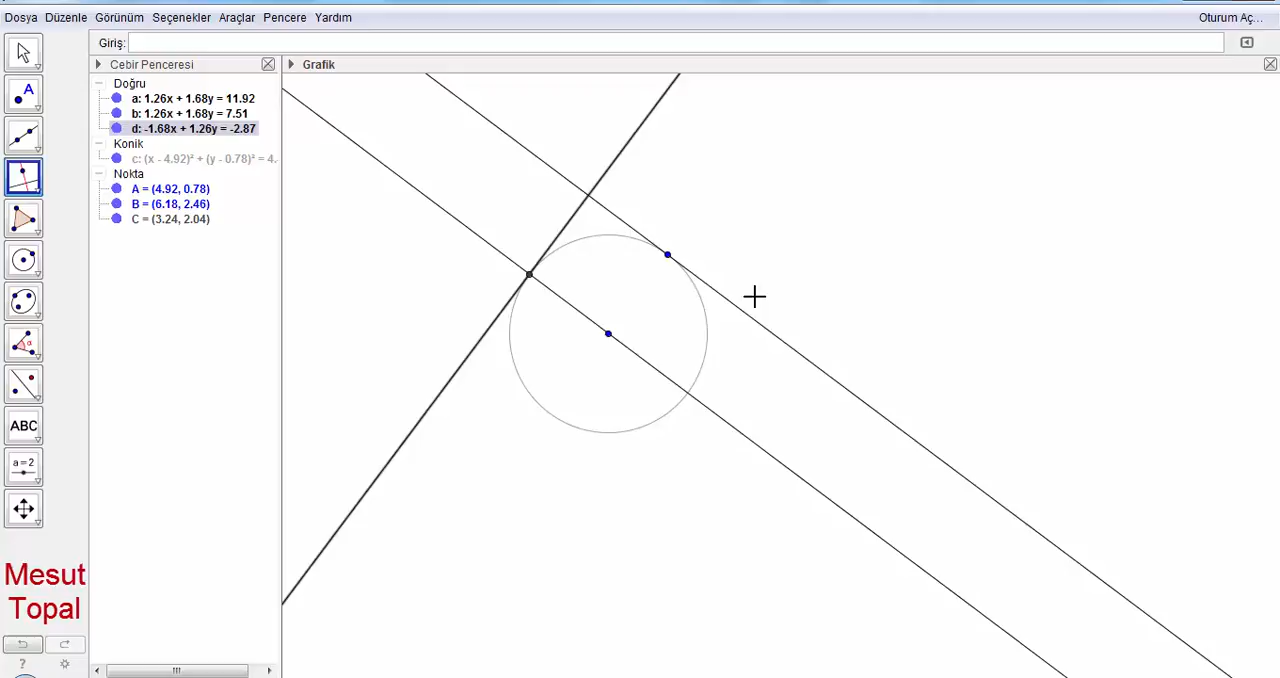 Dosya Düzenle Görünüm Seçenekler Araçlar Pencere Yardım Oturum Aç...
Giriş:
Cebir Penceresi Grafik
Doğru
a: 1.26x + 1.68y = 11.92
b: 1.26x + 1.68y = 7.51
d: -1.68x + 1.26y = -2.87
Konik
c: (x - 4.92)² + (y - 0.78)² = 4.
Nokta
A = (4.92, 0.78)
B = (6.18, 2.46)
C = (3.24, 2.04)
A
α
ABC
a=2
Mesut
Topal
?